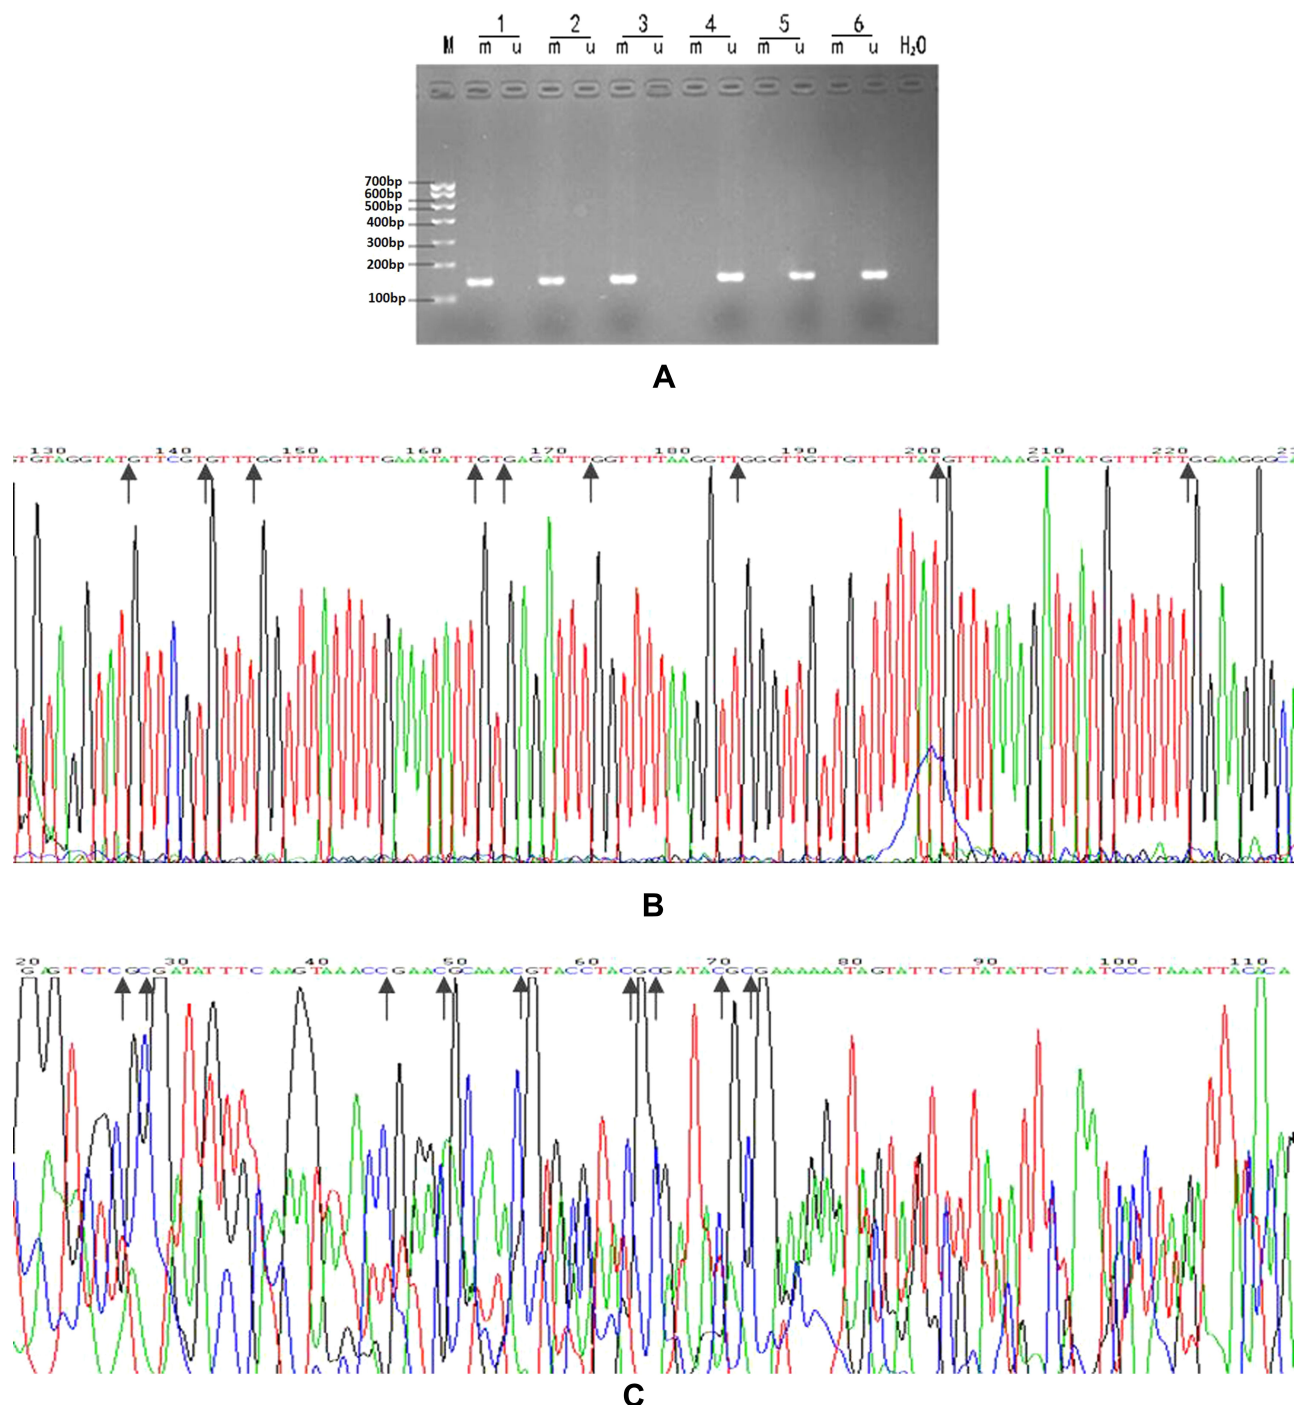 1 2 3 4 5 6
M m u m u m u m u m u m u H₂O
700bp
600bp
500bp
400bp
300bp
200bp
100bp
A
130 140 150 160 170 180 190 200 210 220
B
20 30 40 50 60 70 80 90 100 110
GAGTCTCGCGATATTTCAAGTAAACCGAACGCAAACGTACCTACGCGATACGCGAAAAAATAGTATTCTTATATTCTAATCCCTAAATTACACA
C